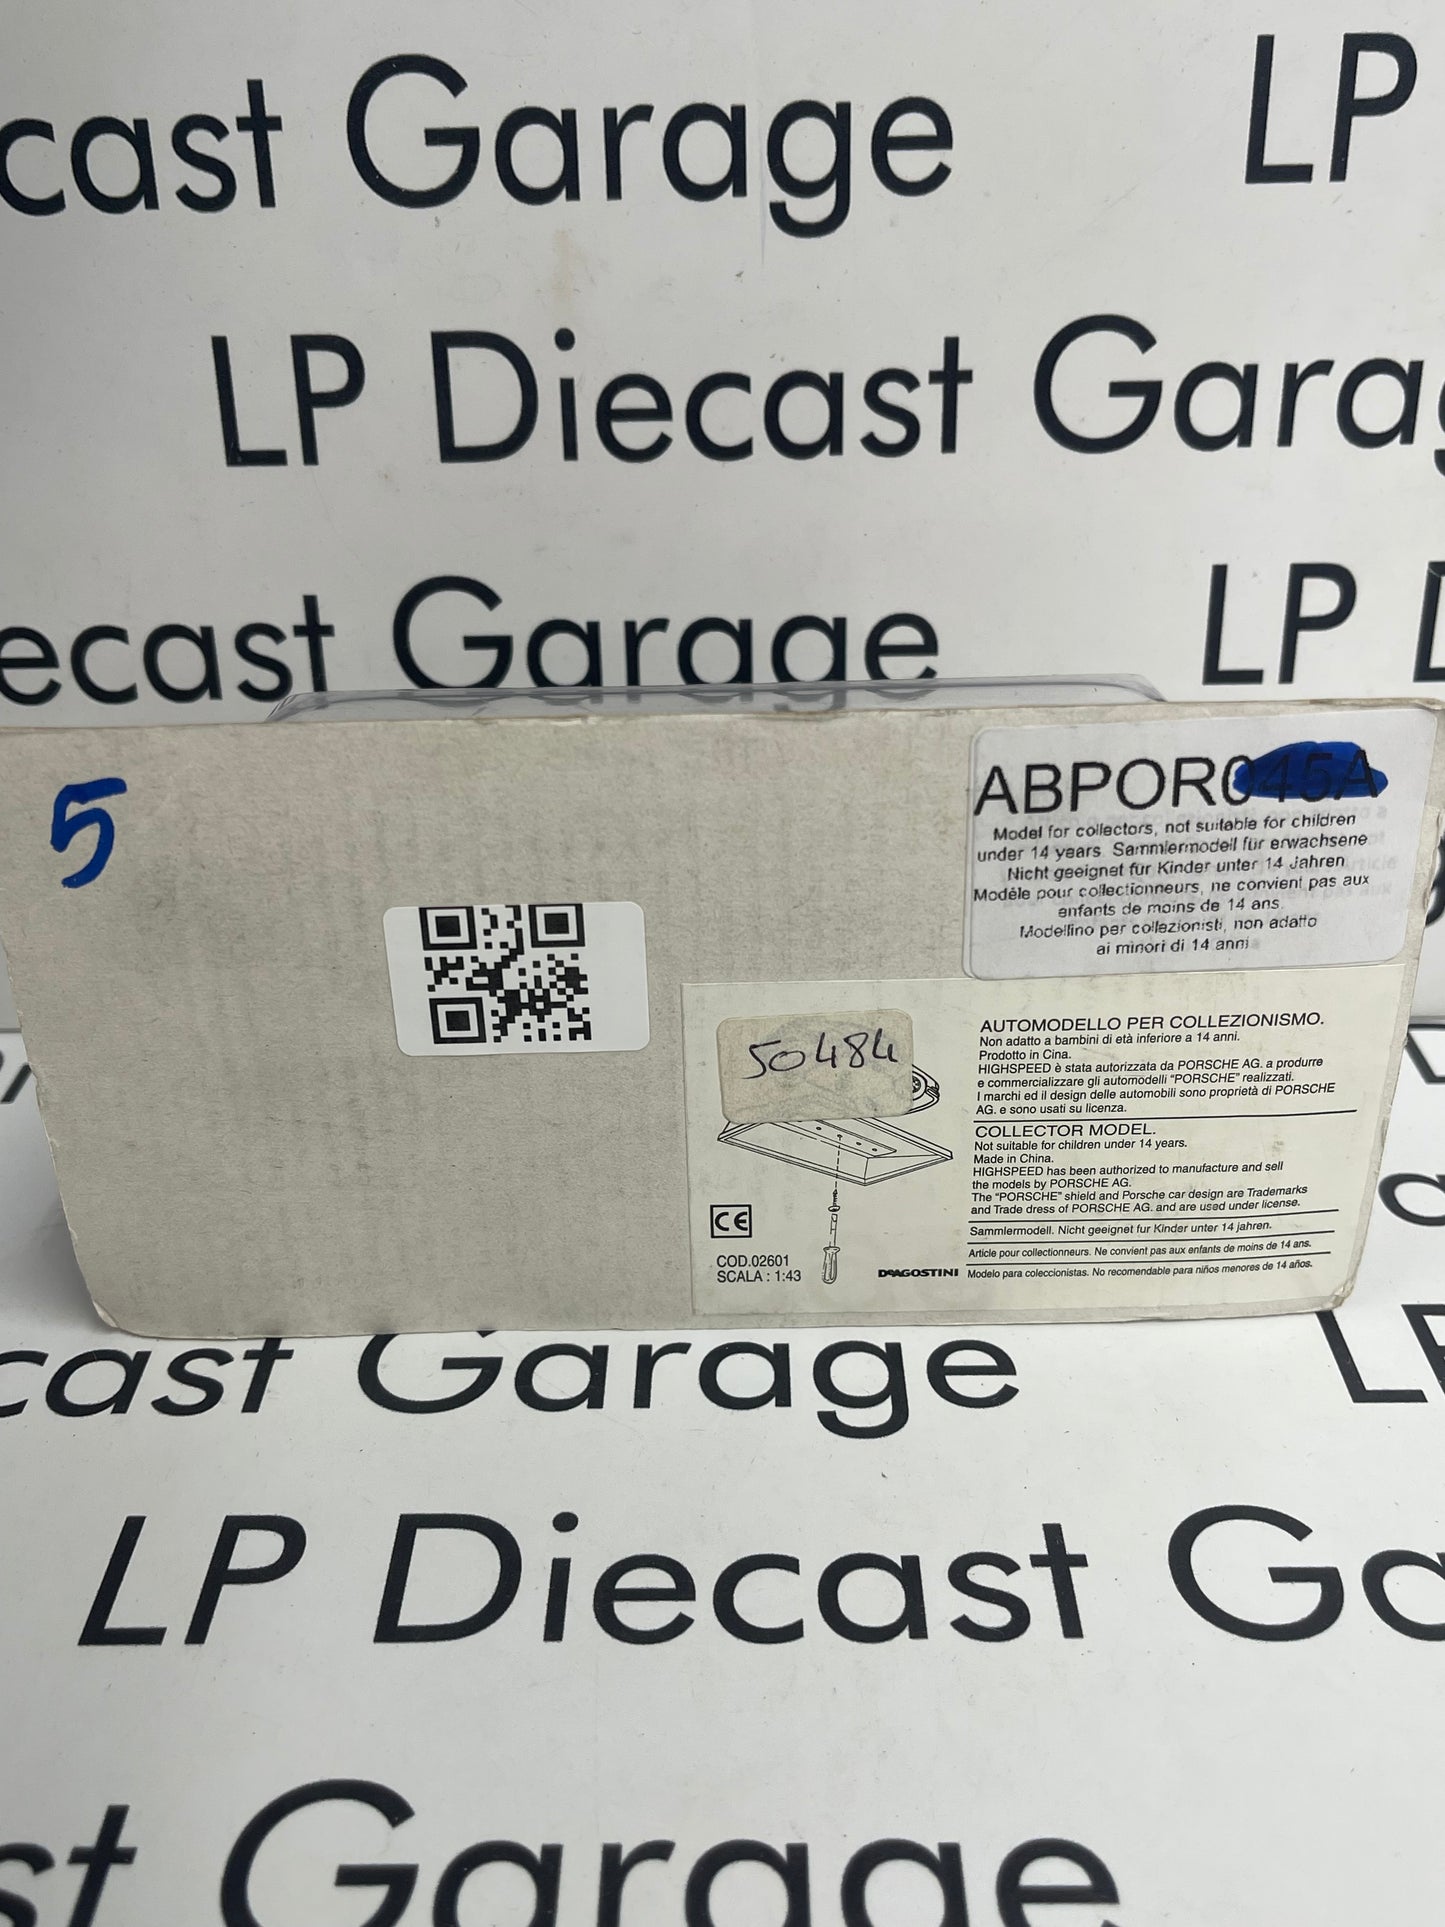 cast Garage LP
LP Diecast Garag
ecast Garage LP D
5
ABPOR045A
Model for collectors, not suitable for children
under 14 years. Sammlermodell für erwachsene
Nicht geeignet für Kinder unter 14 Jahren
Modèle pour collectionneurs, ne convient pas aux
enfants de moins de 14 ans.
Modellino per collezionisti, non adatto
ai minori di 14 anni
50484
AUTOMODELLO PER COLLEZIONISMO.
Non adatto a bambini di età inferiore a 14 anni.
Prodotto in Cina.
HIGHSPEED è stata autorizzata da PORSCHE AG. a produrre
e commercializzare gli automodelli "PORSCHE" realizzati.
I marchi ed il design delle automobili sono proprietà di PORSCHE
AG. e sono usati su licenza.
COLLECTOR MODEL.
Not suitable for children under 14 years.
Made in China.
HIGHSPEED has been authorized to manufacture and sell
the models by PORSCHE AG.
The "PORSCHE" shield and Porsche car design are Trademarks
and Trade dress of PORSCHE AG. and are used under license.
Sammlermodell. Nicht geeignet fur Kinder unter 14 jahren.
Article pour collectionneurs. Ne convient pas aux enfants de moins de 14 ans.
Modelo para coleccionistas. No recomendable para niños menores de 14 años.
CE
COD.02601
SCALA : 1:43
DEAGOSTINI
cast Garage LP
LP Diecast Ga
st Garage